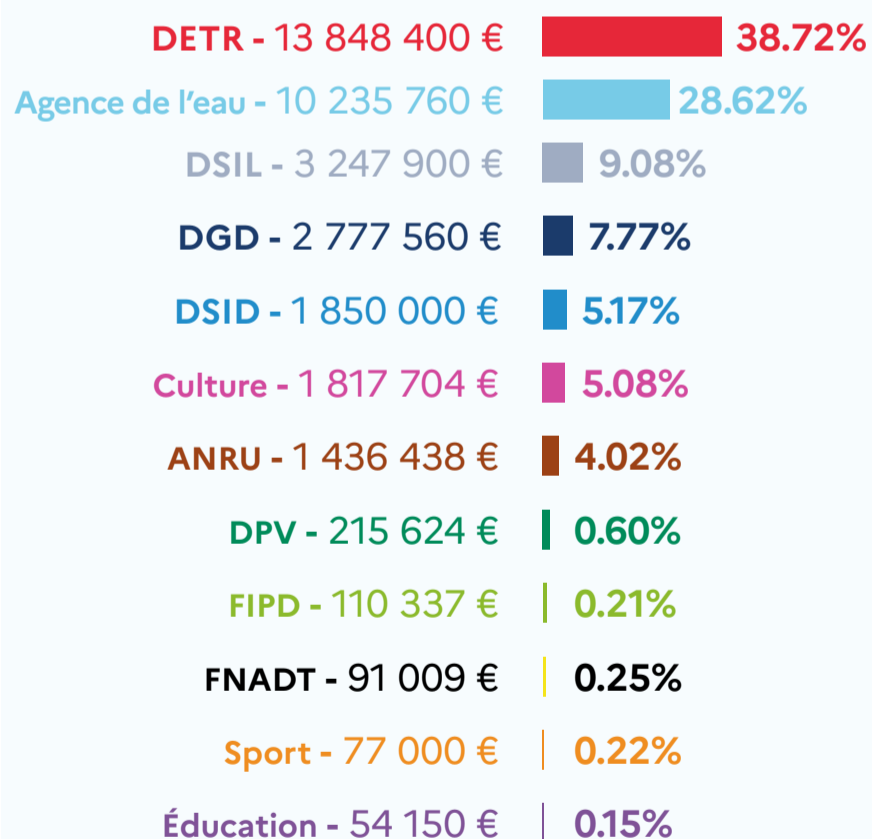 DETR - 13 848 400 € 38.72%
Agence de l’eau - 10 235 760 € 28.62%
DSIL - 3 247 900 € 9.08%
DGD - 2 777 560 € 7.77%
DSID - 1 850 000 € 5.17%
Culture - 1 817 704 € 5.08%
ANRU - 1 436 438 € 4.02%
DPV - 215 624 € 0.60%
FIPD - 110 337 € 0.21%
FNADT - 91 009 € 0.25%
Sport - 77 000 € 0.22%
Éducation - 54 150 € 0.15%